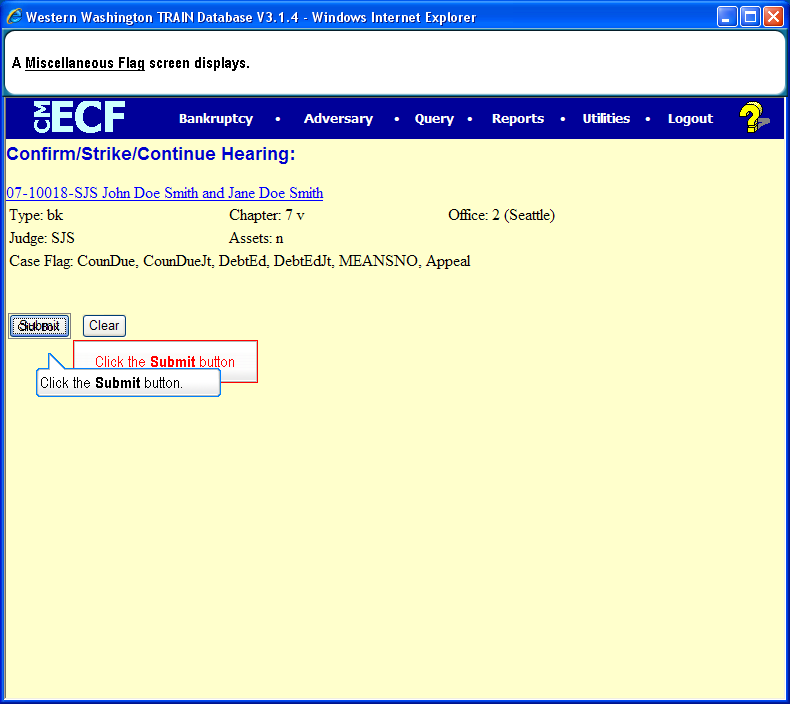 Western Washington TRAIN Database V3.1.4 - Windows Internet Explorer
A Miscellaneous Flag screen displays.
CM ECF Bankruptcy • Adversary • Query • Reports • Utilities • Logout ?
Confirm/Strike/Continue Hearing:
07-10018-SJS John Doe Smith and Jane Doe Smith
Type: bk Chapter: 7 v Office: 2 (Seattle)
Judge: SJS Assets: n
Case Flag: CounDue, CounDueJt, DebtEd, DebtEdJt, MEANSNO, Appeal
Submit Clear
Click the Submit button
Click the Submit button.